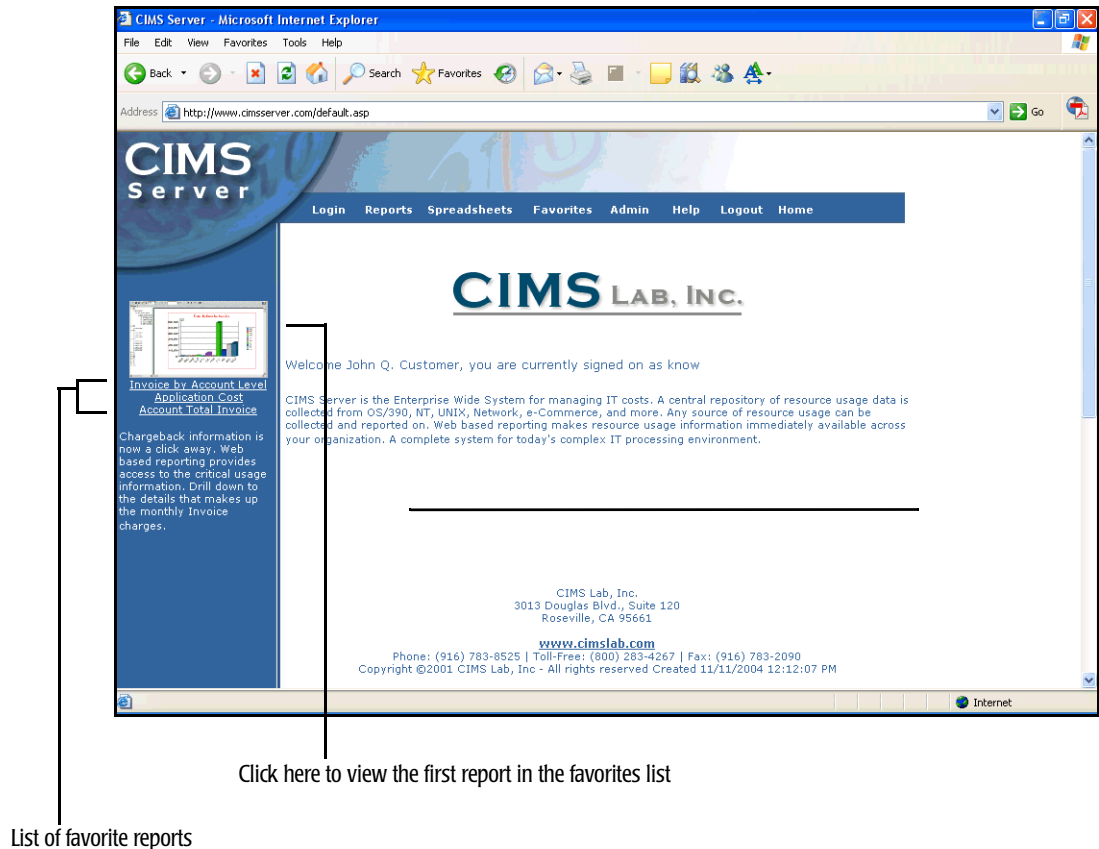 CIMS Server - Microsoft Internet Explorer
File Edit View Favorites Tools Help
Back Search Favorites
Address http://www.cimsserver.com/default.asp Go
CIMS
Server
Login Reports Spreadsheets Favorites Admin Help Logout Home
CIMS LAB, INC.
Invoice by Account Level
Application Cost
Account Total Invoice
Chargeback information is
now a click away. Web
based reporting provides
access to the critical usage
information. Drill down to
the details that makes up
the monthly Invoice
charges.
Welcome John Q. Customer, you are currently signed on as know
CIMS Server is the Enterprise Wide System for managing IT costs. A central repository of resource usage data is
collected from OS/390, NT, UNIX, Network, e-Commerce, and more. Any source of resource usage can be
collected and reported on. Web based reporting makes resource usage information immediately available across
your organization. A complete system for today's complex IT processing environment.
CIMS Lab, Inc.
3013 Douglas Blvd., Suite 120
Roseville, CA 95661
www.cimslab.com
Phone: (916) 783-8525 | Toll-Free: (800) 283-4267 | Fax: (916) 783-2090
Copyright ©2001 CIMS Lab, Inc - All rights reserved Created 11/11/2004 12:12:07 PM
Internet
Click here to view the first report in the favorites list
List of favorite reports